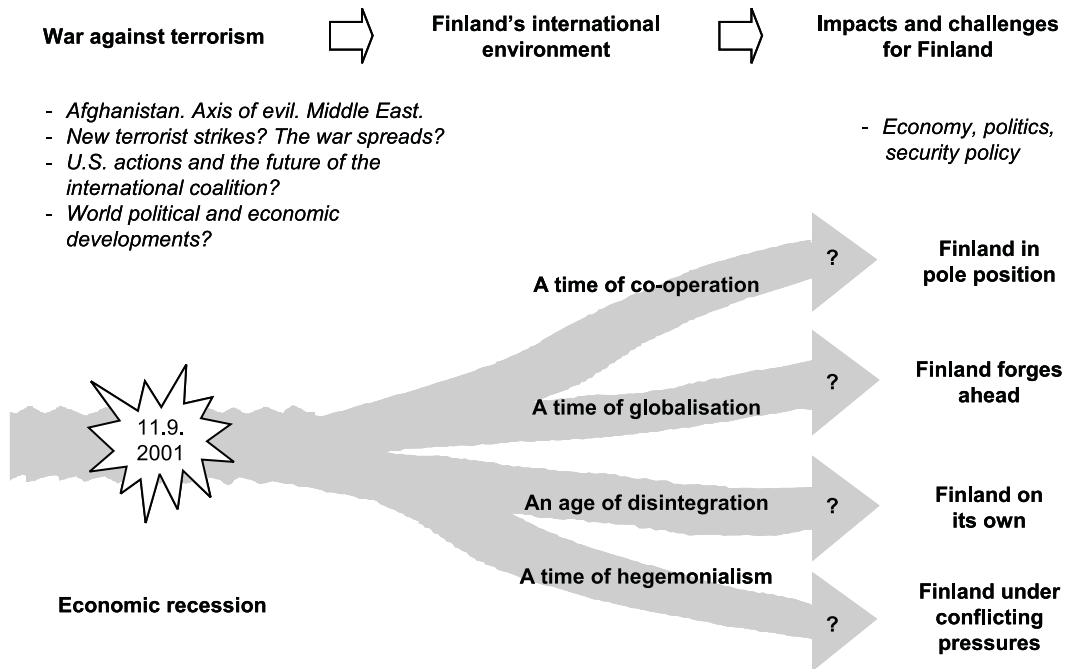 War against terrorism
Finland's international
environment
Impacts and challenges
for Finland
- Afghanistan. Axis of evil. Middle East.
- New terrorist strikes? The war spreads?
- U.S. actions and the future of the
international coalition?
- World political and economic
developments?
- Economy, politics,
security policy
A time of co-operation
?
Finland in
pole position
A time of globalisation
?
Finland forges
ahead
11.9.
2001
An age of disintegration
?
Finland on
its own
A time of hegemonialism
?
Finland under
conflicting
pressures
Economic recession